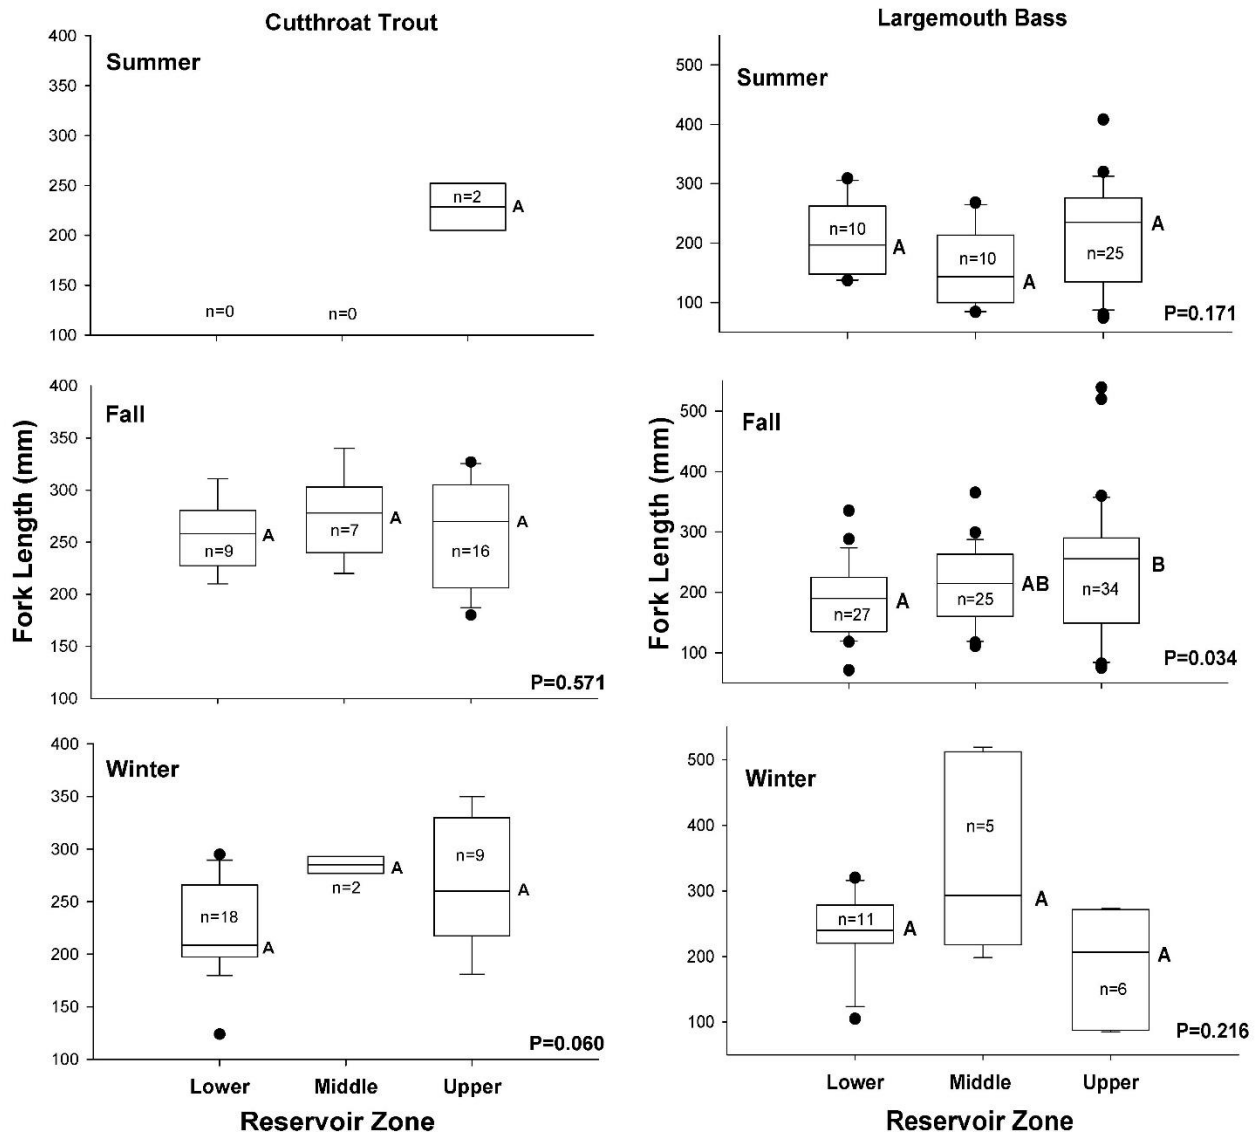 Cutthroat Trout
400
350
300
250
200
150
100
Summer
n=0
n=0
n=2
A
Largemouth Bass
500
400
300
200
100
Summer
n=10
A
n=10
A
n=25
A
P=0.171
Fork Length (mm)
400
350
300
250
200
150
100
Fall
n=9
A
n=7
A
n=16
A
P=0.571
Fork Length (mm)
500
400
300
200
100
Fall
n=27
A
n=25
AB
n=34
B
P=0.034
400
350
300
250
200
150
100
Winter
n=18
A
n=2
A
n=9
A
P=0.060
Lower Middle Upper
Reservoir Zone
500
400
300
200
100
Winter
n=11
A
n=5
A
n=6
A
P=0.216
Lower Middle Upper
Reservoir Zone